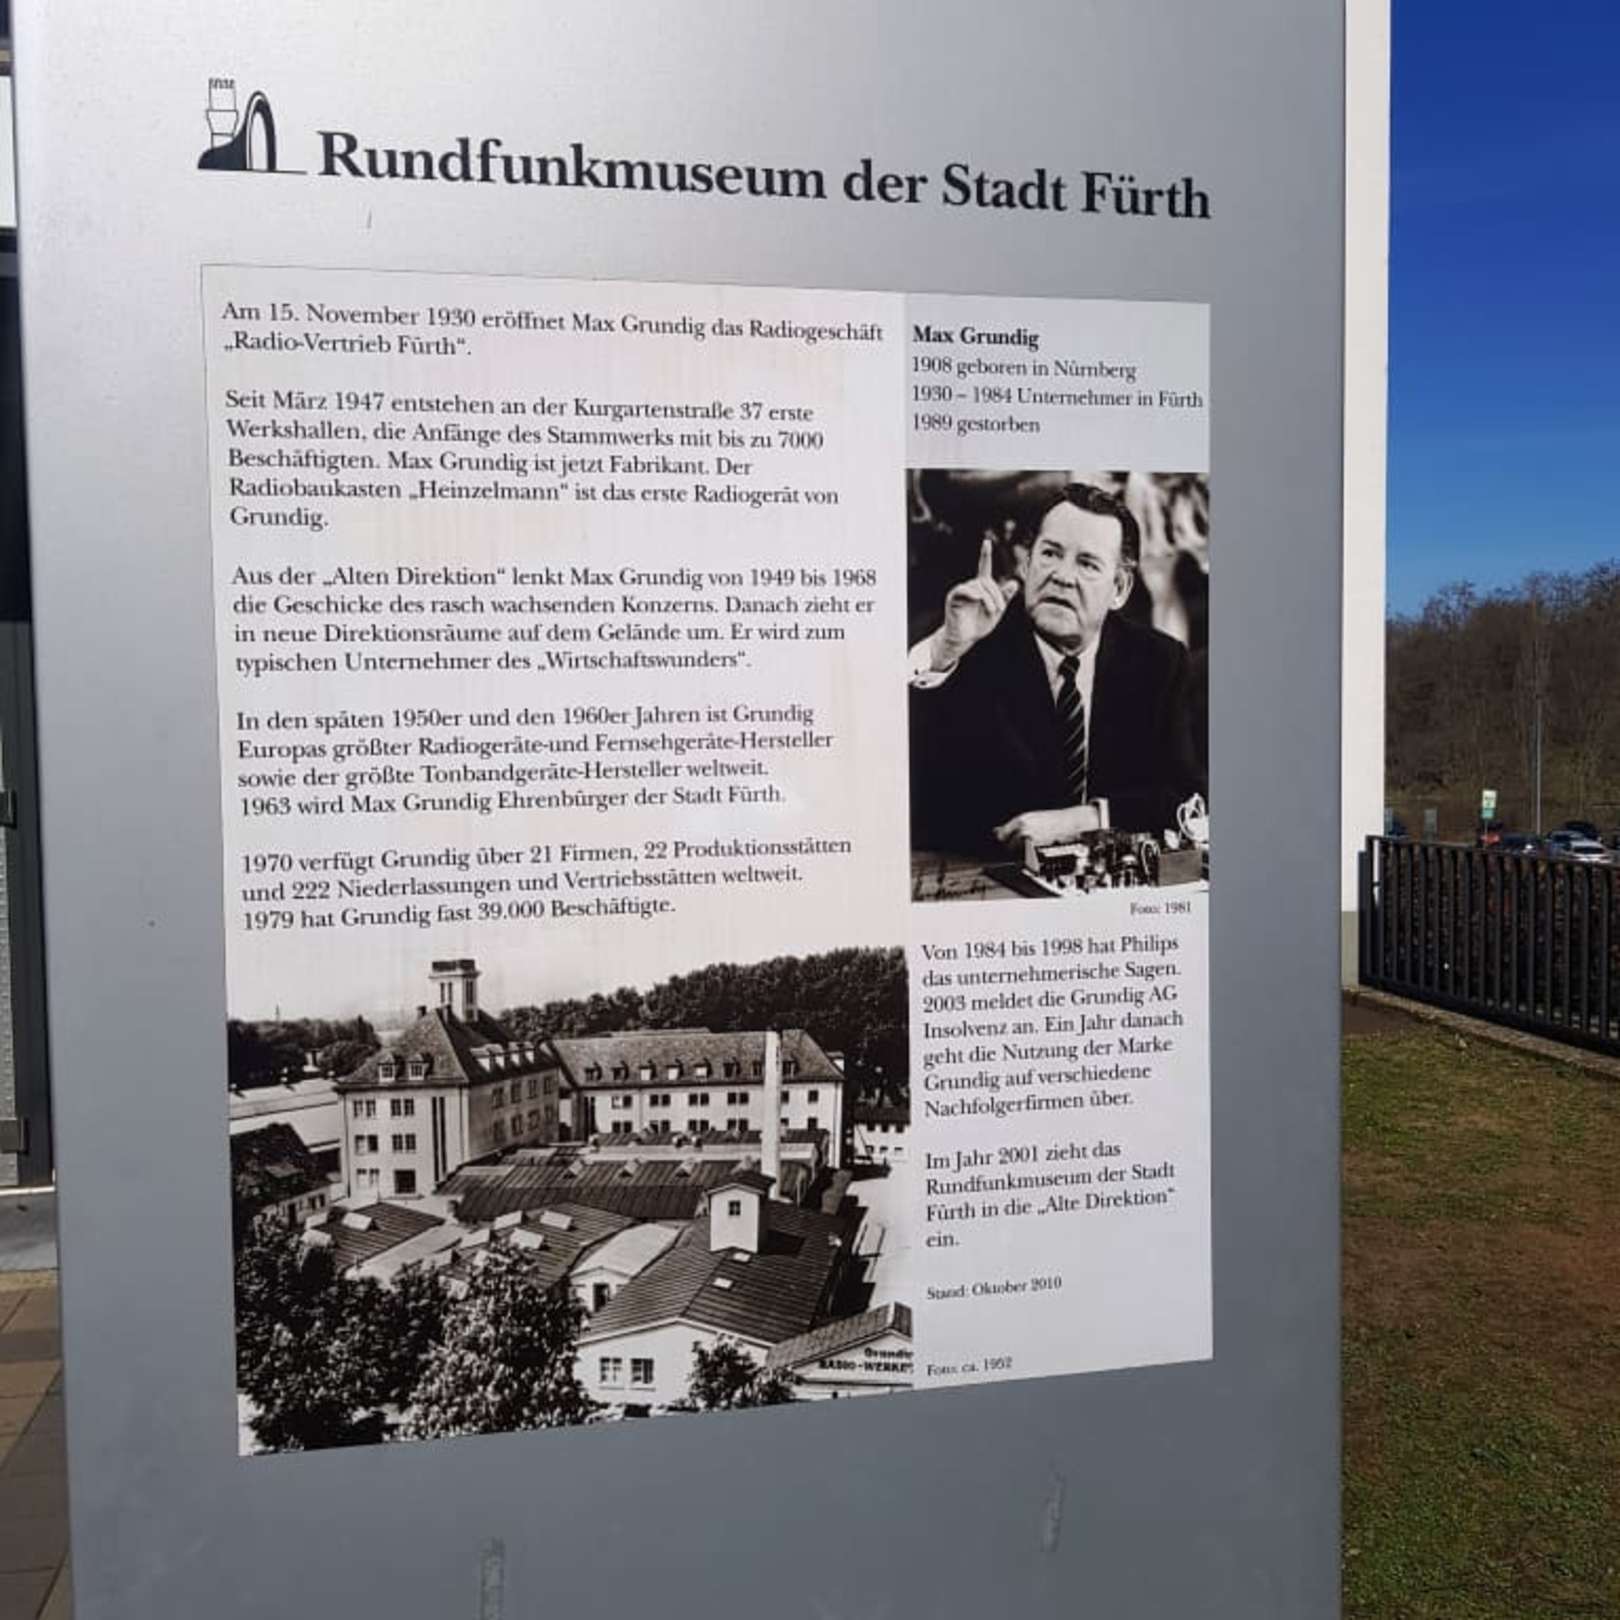 Rundfunkmuseum der Stadt Fürth
Am 15. November 1930 eröffnet Max Grundig das Radiogeschäft
„Radio-Vertrieb Fürth“.
Seit März 1947 entstehen an der Kurgartenstraße 37 erste
Werkshallen, die Anfänge des Stammwerks mit bis zu 7000
Beschäftigten. Max Grundig ist jetzt Fabrikant. Der
Radiobaukasten „Heinzelmann“ ist das erste Radiogerät von
Grundig.
Aus der „Alten Direktion“ lenkt Max Grundig von 1949 bis 1968
die Geschicke des rasch wachsenden Konzerns. Danach zieht er
in neue Direktionsräume auf dem Gelände um. Er wird zum
typischen Unternehmer des „Wirtschaftswunders“.
In den späten 1950er und den 1960er Jahren ist Grundig
Europas größter Radiogeräte-und Fernsehgeräte-Hersteller
sowie der größte Tonbandgeräte-Hersteller weltweit.
1963 wird Max Grundig Ehrenbürger der Stadt Fürth.
1970 verfügt Grundig über 21 Firmen, 22 Produktionsstätten
und 222 Niederlassungen und Vertriebsstätten weltweit.
1979 hat Grundig fast 39.000 Beschäftigte.
Grundig
RADIO-WERKE
Max Grundig
1908 geboren in Nürnberg
1930 – 1984 Unternehmer in Fürth
1989 gestorben
Foto: 1981
Von 1984 bis 1998 hat Philips
das unternehmerische Sagen.
2003 meldet die Grundig AG
Insolvenz an. Ein Jahr danach
geht die Nutzung der Marke
Grundig auf verschiedene
Nachfolgerfirmen über.
Im Jahr 2001 zieht das
Rundfunkmuseum der Stadt
Fürth in die „Alte Direktion“
ein.
Stand: Oktober 2010
Foto: ca. 1952